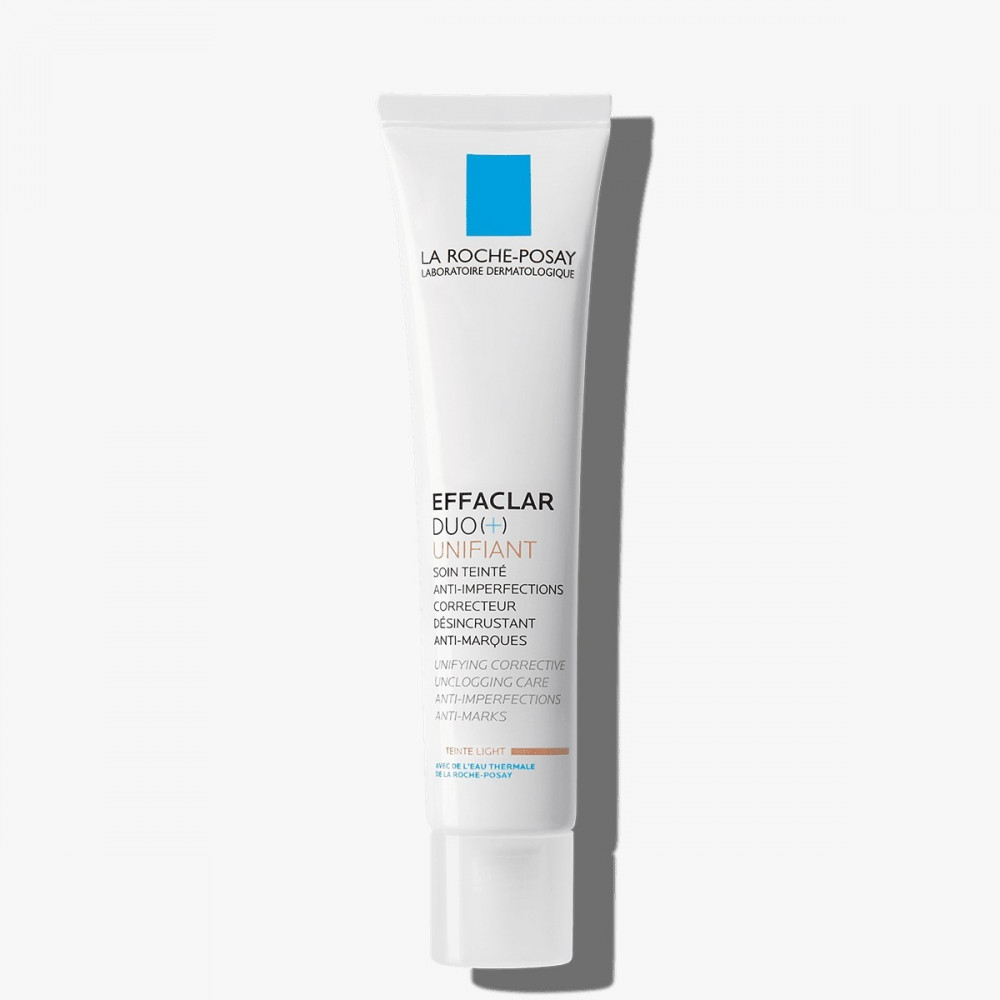 LA ROCHE-POSAY
LABORATOIRE DERMATOLOGIQUE
EFFACLAR
DUO(+)
UNIFIANT
SOIN TEINTÉ
ANTI-IMPERFECTIONS
CORRECTEUR
DÉSINCRUSTANT
ANTI-MARQUES
UNIFYING CORRECTIVE
UNCLOGGING CARE
ANTI-IMPERFECTIONS
ANTI-MARKS
TEINTE LIGHT
AVEC DE L'EAU THERMALE
DE LA ROCHE-POSAY